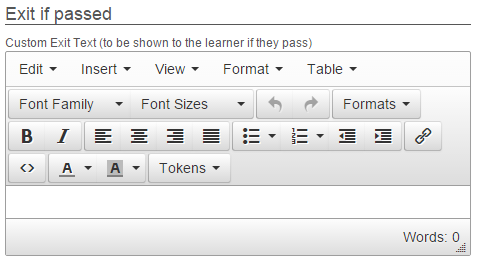 Exit if passed
Custom Exit Text (to be shown to the learner if they pass)
Edit Insert View Format Table
Font Family Font Sizes Formats
B I
A A Tokens
Words: 0